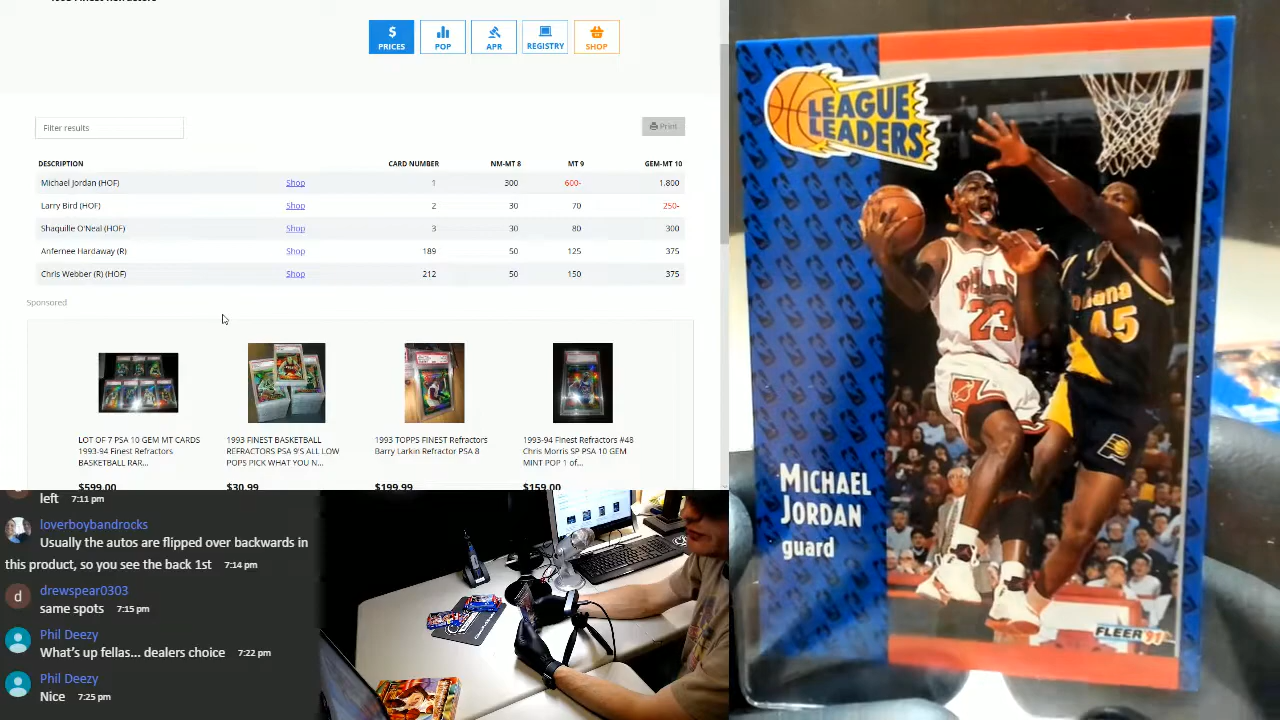 $
PRICES
POP
APR
REGISTRY
SHOP
Filter results
Print
DESCRIPTION CARD NUMBER NM-MT 8 MT 9 GEM-MT 10
Michael Jordan (HOF) Shop 1 300 600- 1,800
Larry Bird (HOF) Shop 2 30 70 250-
Shaquille O'Neal (HOF) Shop 3 30 80 300
Anfernee Hardaway (R) Shop 189 50 125 375
Chris Webber (R) (HOF) Shop 212 50 150 375
Sponsored
LOT OF 7 PSA 10 GEM MT CARDS
1993-94 Finest Refractors
BASKETBALL RAR...
$599.00
1993 FINEST BASKETBALL
REFRACTORS PSA 9'S ALL LOW
POPS PICK WHAT YOU N...
$30.99
1993 TOPPS FINEST Refractors
Barry Larkin Refractor PSA 8
$199.99
1993-94 Finest Refractors #48
Chris Morris SP PSA 10 GEM
MINT POP 1 of...
$159.00
left 7:11 pm
loverboybandrocks
Usually the autos are flipped over backwards in
this product, so you see the back 1st 7:14 pm
d drewspear0303
same spots 7:15 pm
Phil Deezy
What's up fellas... dealers choice 7:22 pm
Phil Deezy
Nice 7:25 pm
LEAGUE
LEADERS
BULLS
23
Indiana
45
MICHAEL
JORDAN
guard
FLEER '91